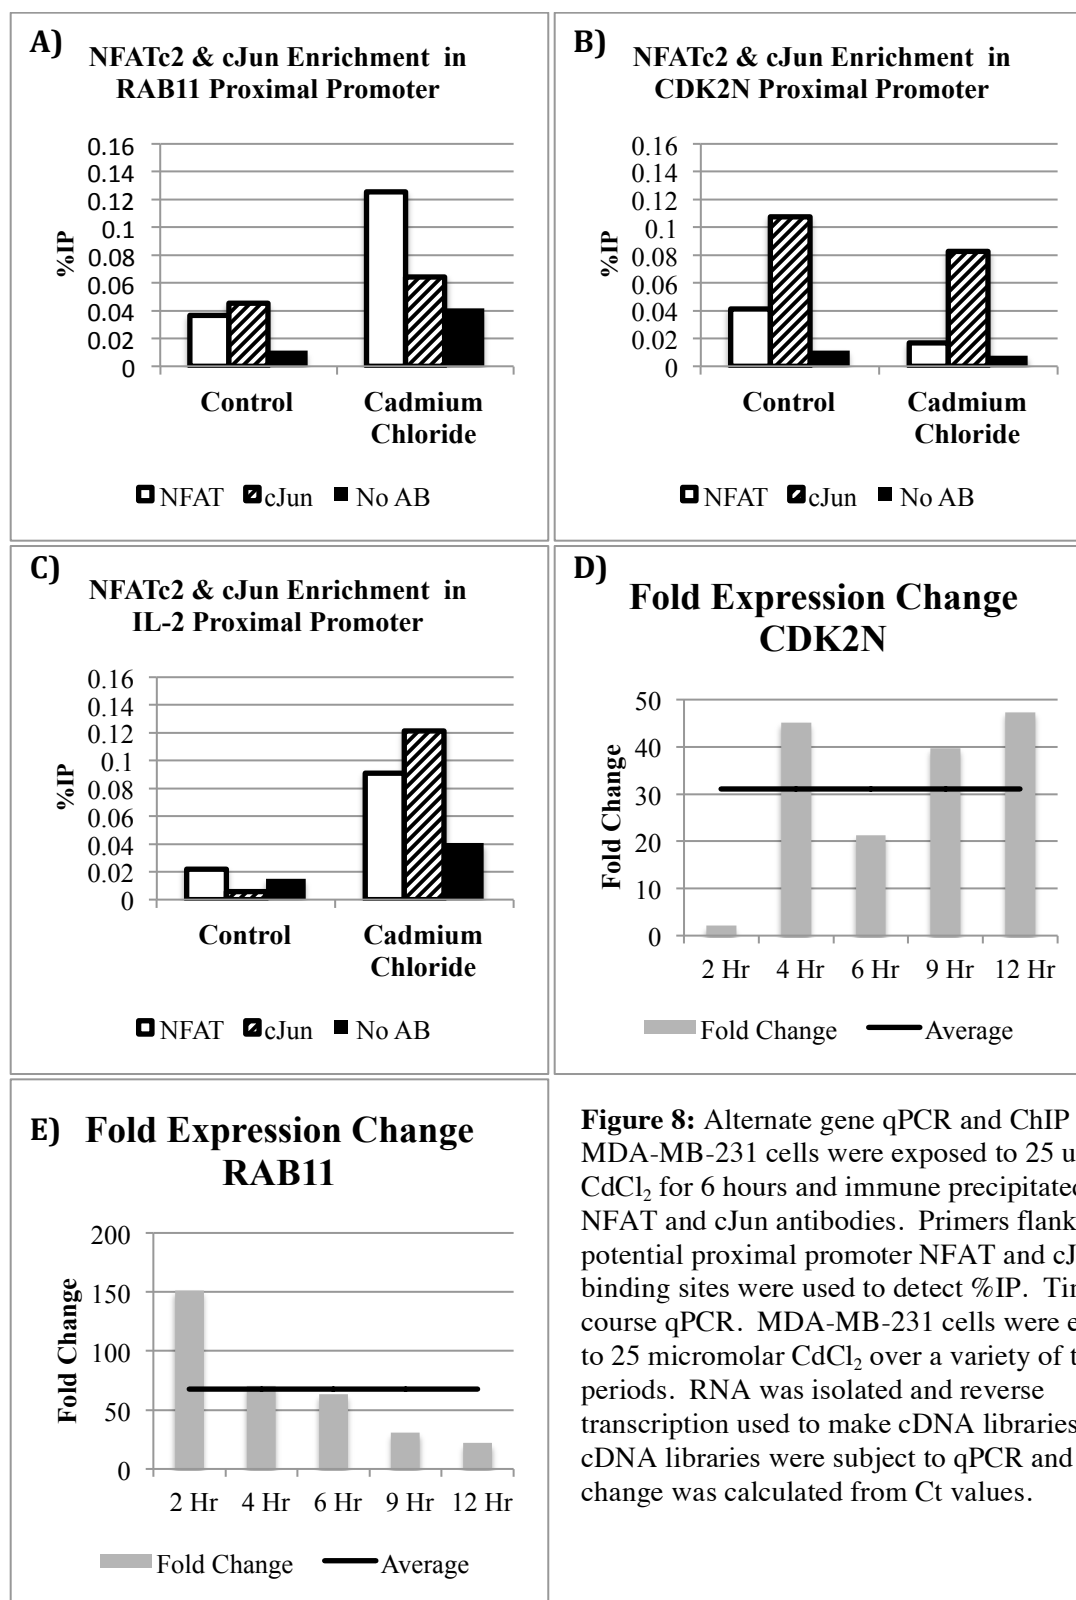 A)
NFATc2 & cJun Enrichment in
RAB11 Proximal Promoter
0.16
0.14
0.12
0.1
0.08
0.06
0.04
0.02
0
%IP
Control
Cadmium
Chloride
NFAT cJun No AB
B)
NFATc2 & cJun Enrichment in
CDK2N Proximal Promoter
0.16
0.14
0.12
0.1
0.08
0.06
0.04
0.02
0
%IP
Control
Cadmium
Chloride
NFAT cJun No AB
C)
NFATc2 & cJun Enrichment in
IL-2 Proximal Promoter
0.16
0.14
0.12
0.1
0.08
0.06
0.04
0.02
0
%IP
Control
Cadmium
Chloride
NFAT cJun No AB
D)
Fold Expression Change
CDK2N
50
40
30
20
10
0
Fold Change
2 Hr 4 Hr 6 Hr 9 Hr 12 Hr
Fold Change Average
E) Fold Expression Change
RAB11
200
150
100
50
0
Fold Change
2 Hr 4 Hr 6 Hr 9 Hr 12 Hr
Fold Change Average
Figure 8: Alternate gene qPCR and ChIP
MDA-MB-231 cells were exposed to 25 u
CdCl₂ for 6 hours and immune precipitated
NFAT and cJun antibodies. Primers flank
potential proximal promoter NFAT and cJ
binding sites were used to detect %IP. Tin
course qPCR. MDA-MB-231 cells were e
to 25 micromolar CdCl₂ over a variety of t
periods. RNA was isolated and reverse
transcription used to make cDNA libraries
cDNA libraries were subject to qPCR and
change was calculated from Ct values.